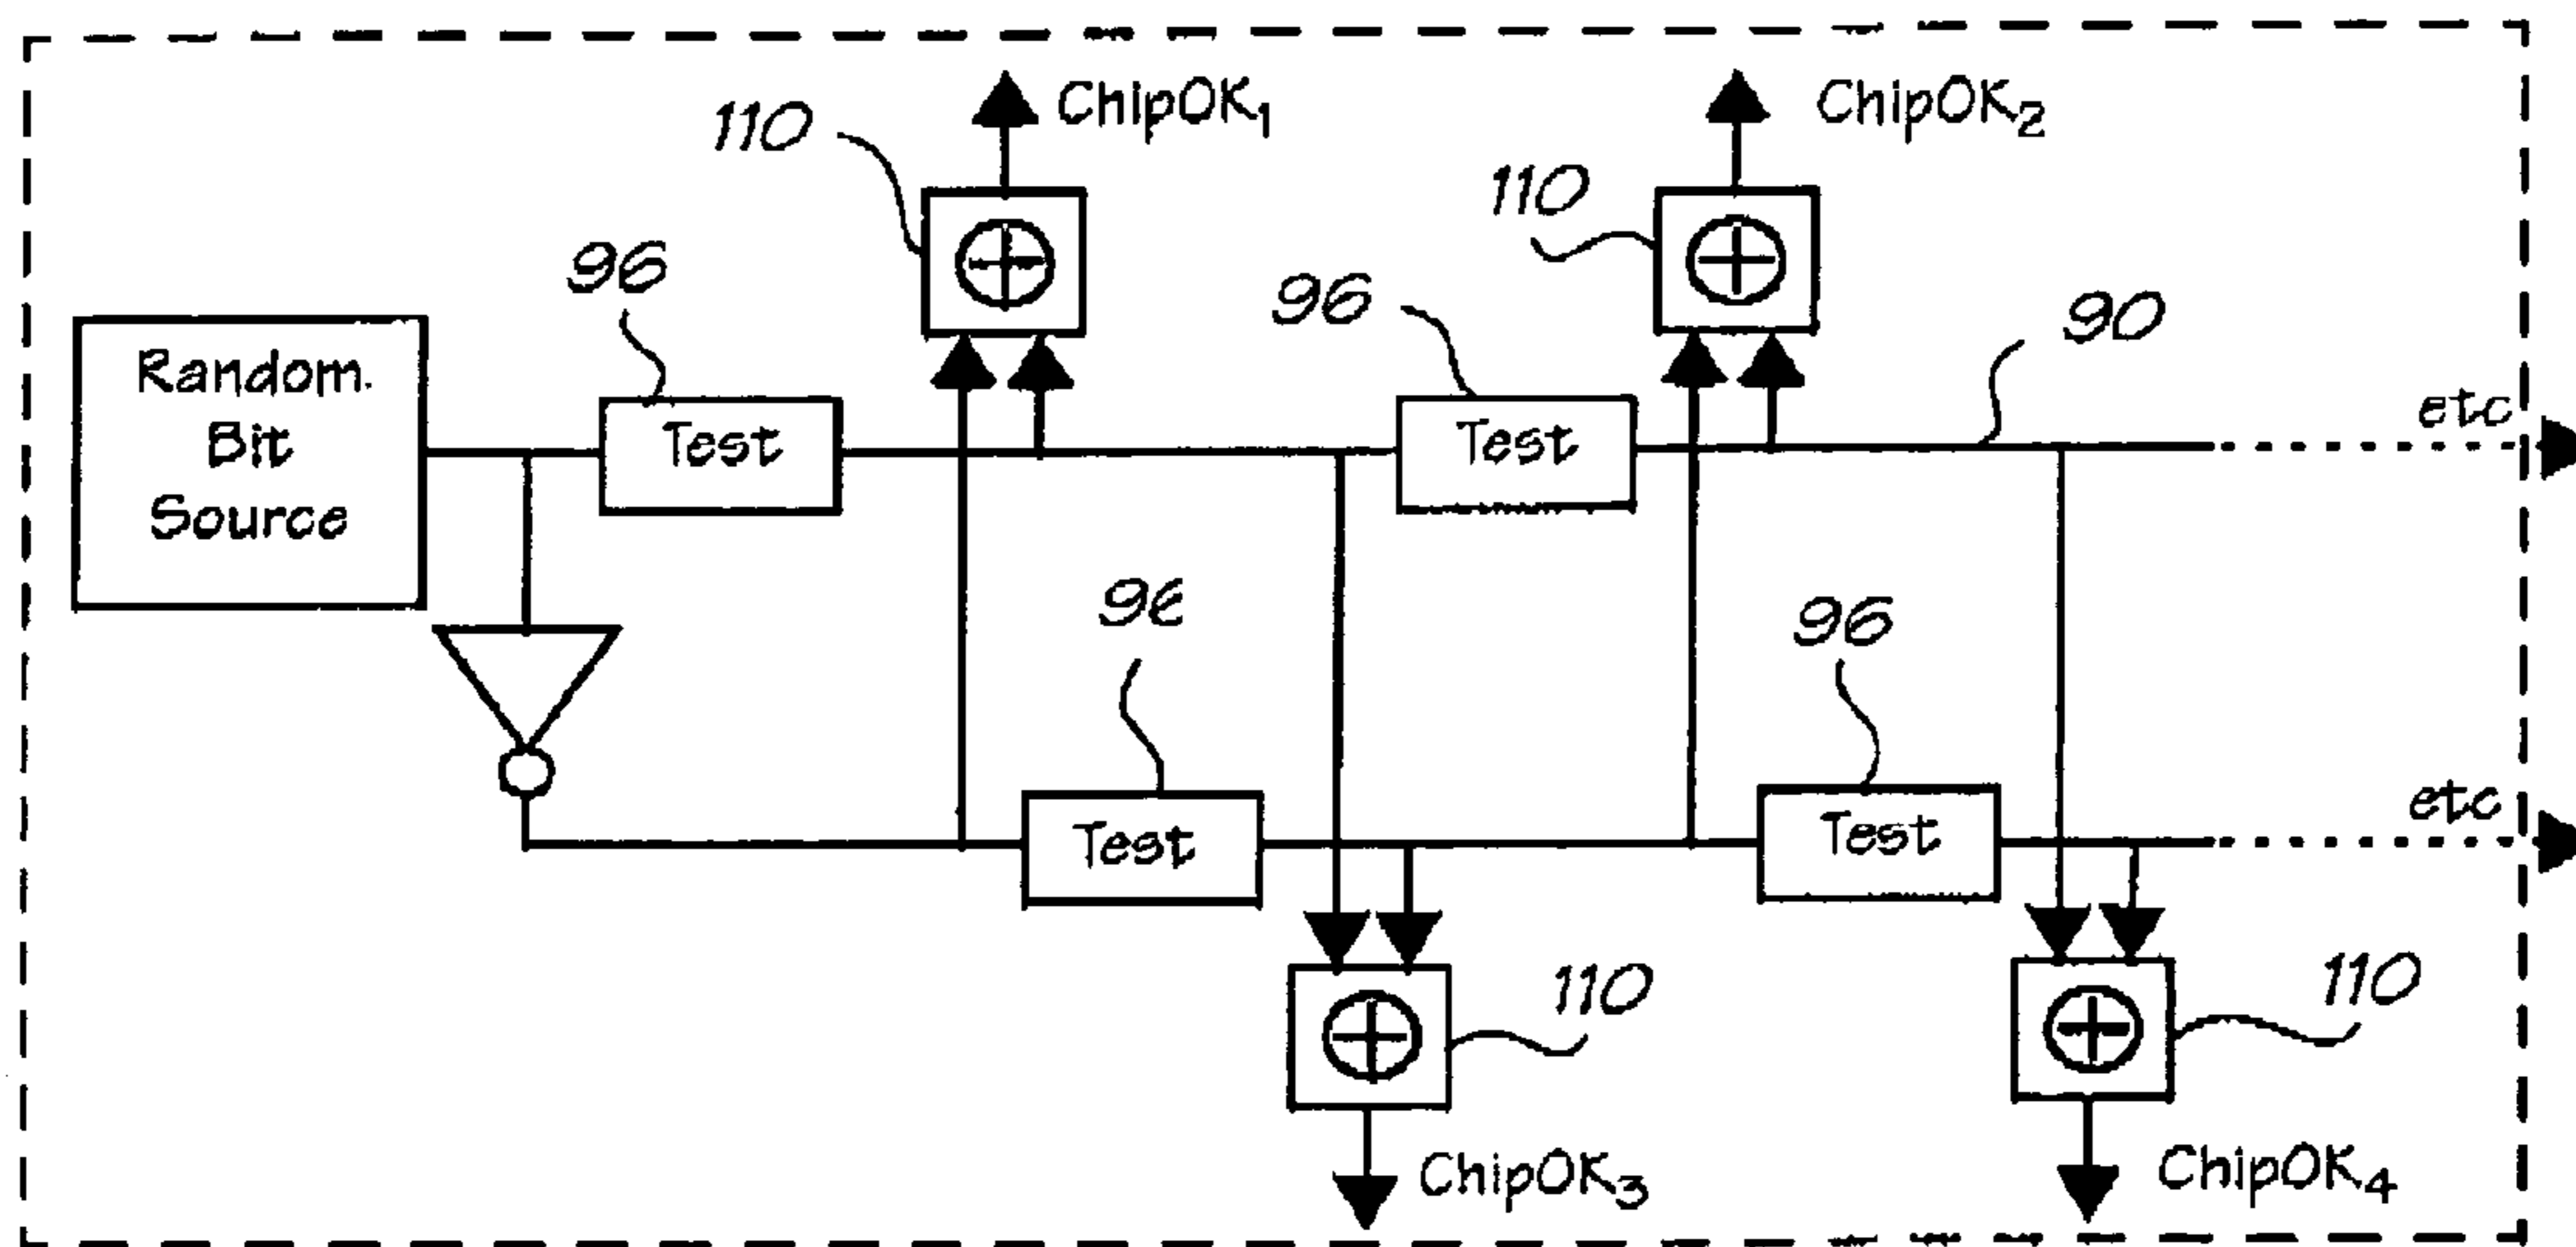 ChipOK1
ChipOK2
110
110
96
96
90
Random
Bit
Source
Test
Test
etc
96
96
etc
Test
Test
110
110
ChipOK3
ChipOK4